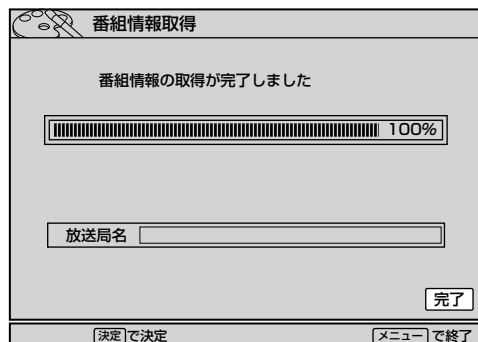 番組情報取得
番組情報の取得が完了しました
100%
放送局名
完了
決定で決定 メニューで終了